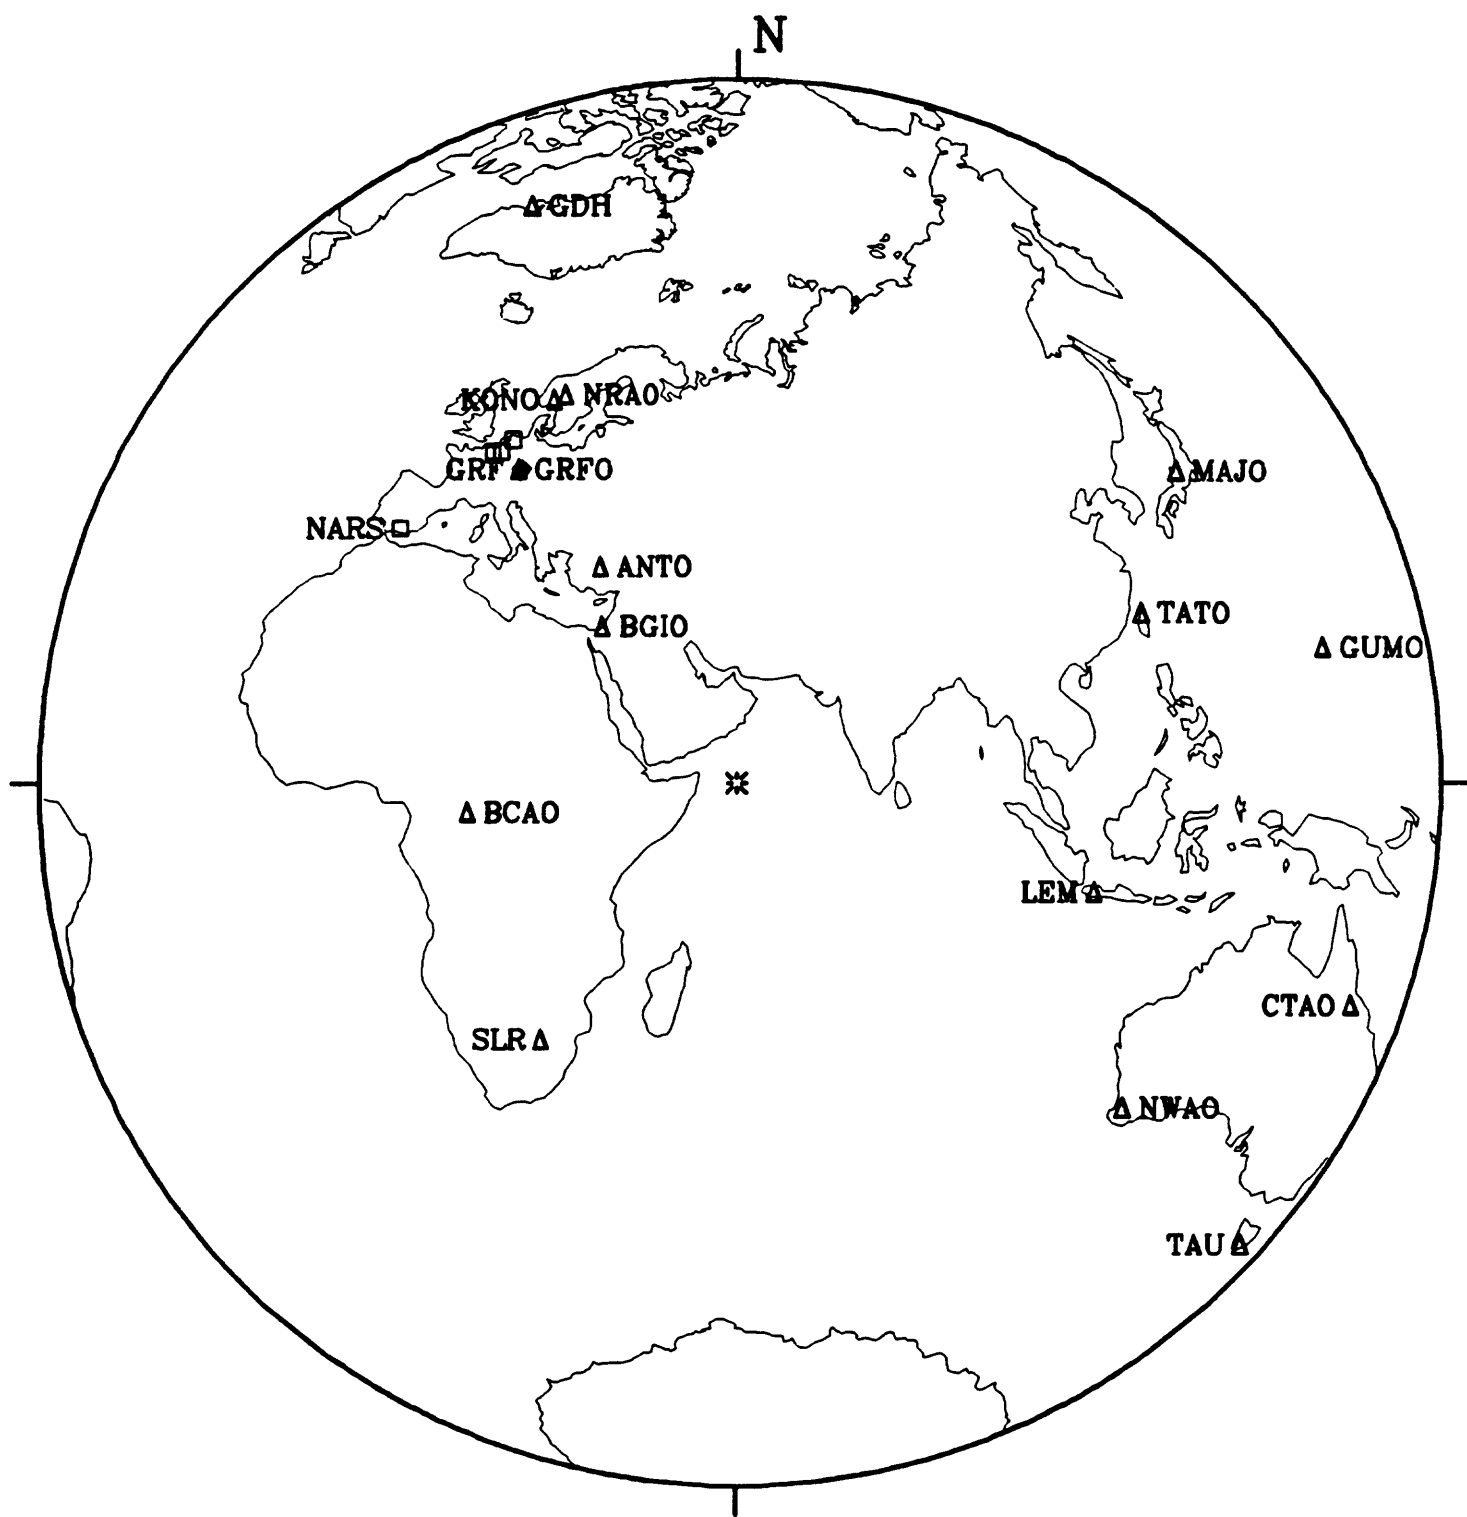 N
GDH
KONO
NRAO
GRF
GRFO
MAJO
NARS
ANTO
TATO
BGIO
GUMO
BCAO
LEM
CTAO
SLR
NWAO
TAU